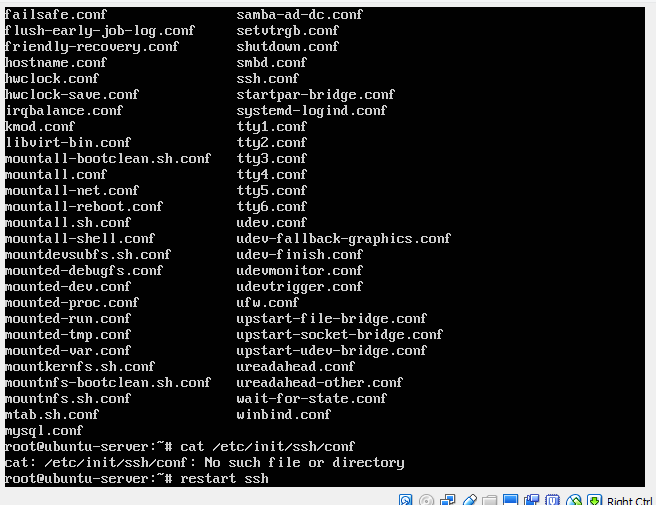 failsafe.conf samba-ad-dc.conf
flush-early-job-log.conf setvtrgb.conf
friendly-recovery.conf shutdown.conf
hostname.conf smbd.conf
hwclock.conf ssh.conf
hwclock-save.conf startpar-bridge.conf
irqbalance.conf systemd-logind.conf
kmod.conf tty1.conf
libvirt-bin.conf tty2.conf
mountall-bootclean.sh.conf tty3.conf
mountall.conf tty4.conf
mountall-net.conf tty5.conf
mountall-reboot.conf tty6.conf
mountall.sh.conf udev.conf
mountall-shell.conf udev-fallback-graphics.conf
mountdevsubfs.sh.conf udev-finish.conf
mounted-debugfs.conf udevmonitor.conf
mounted-dev.conf udevtrigger.conf
mounted-proc.conf ufw.conf
mounted-run.conf upstart-file-bridge.conf
mounted-tmp.conf upstart-socket-bridge.conf
mounted-var.conf upstart-udev-bridge.conf
mountkernfs.sh.conf ureadahead.conf
mountnfs-bootclean.sh.conf ureadahead-other.conf
mountnfs.sh.conf wait-for-state.conf
mtab.sh.conf winbind.conf
mysql.conf
root@ubuntu-server:~# cat /etc/init/ssh/conf
cat: /etc/init/ssh/conf: No such file or directory
root@ubuntu-server:~# restart ssh
Right Ctrl